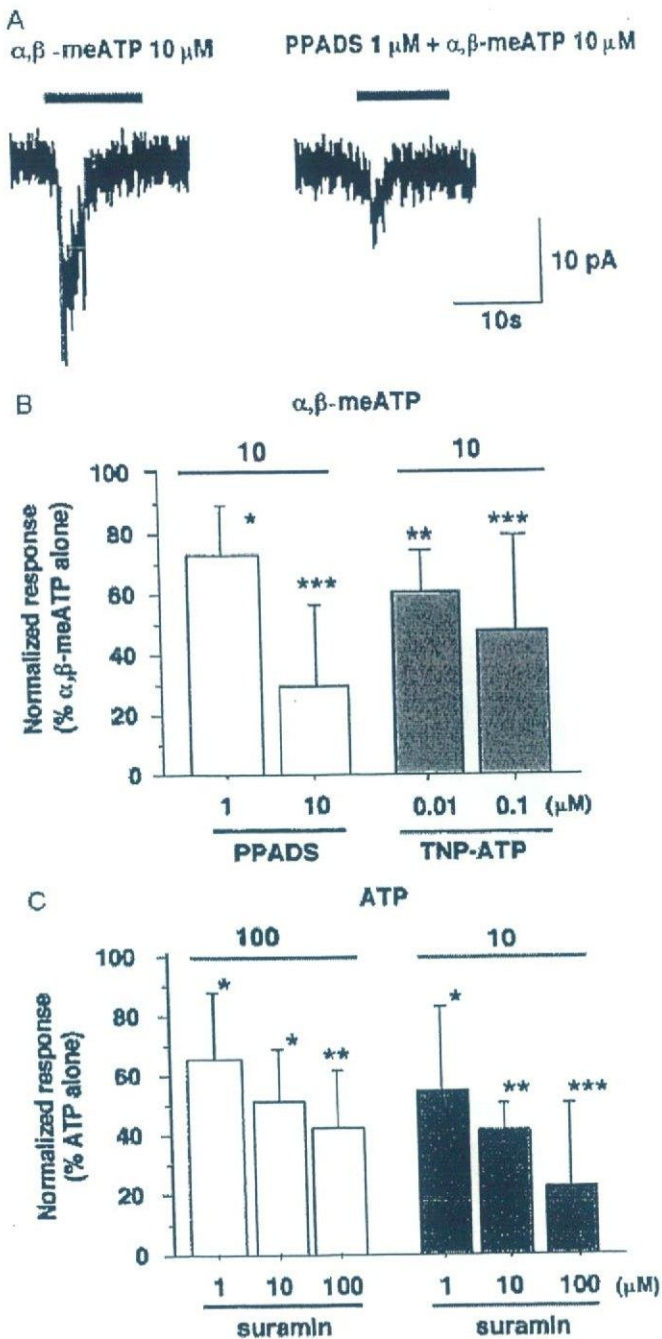 A
α,β -meATP 10 μM
PPADS 1 μM + α,β-meATP 10 μM
10 pA
10s
B
α,β-meATP
10
10
Normalized response
(% α,β-meATP alone)
100
80
60
40
20
0
*
***
**
***
1
10
0.01
0.1
(μM)
PPADS
TNP-ATP
C
ATP
100
10
Normalized response
(% ATP alone)
100
80
60
40
20
0
*
*
**
*
**
***
1
10
100
1
10
100
(μM)
suramin
suramin